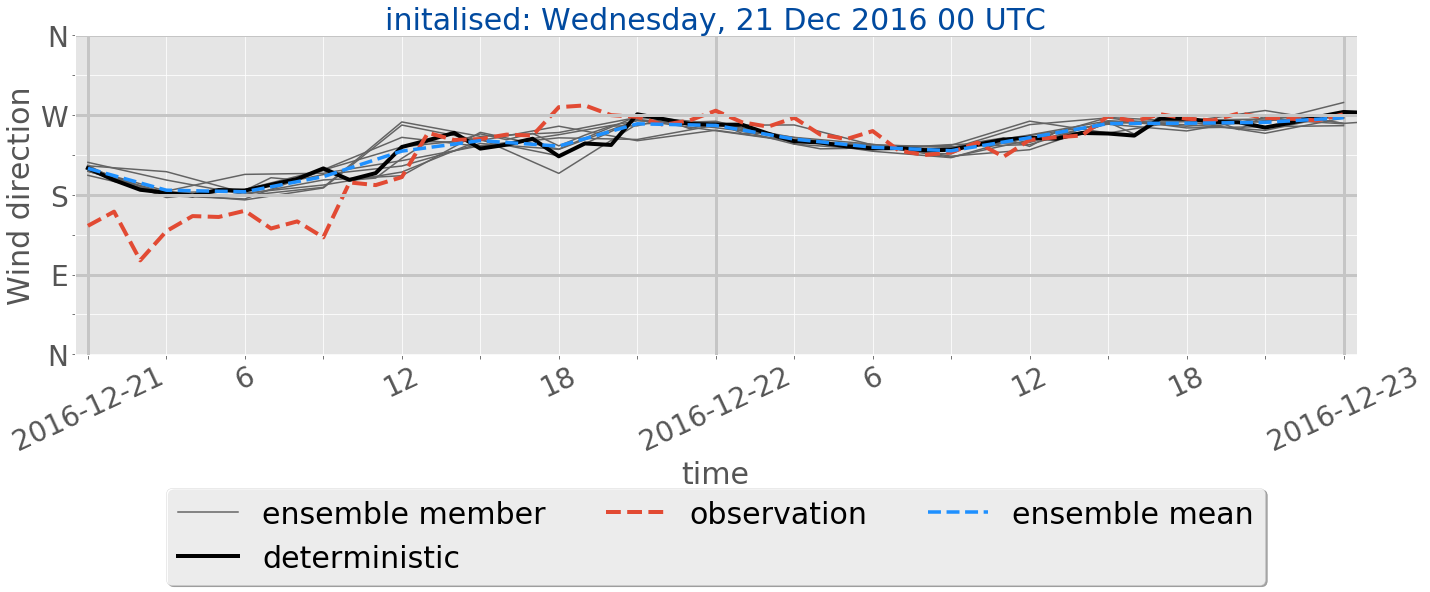 initalised: Wednesday, 21 Dec 2016 00 UTC
Wind direction
N
W
S
E
N
2016-12-21 6 12 18 2016-12-22 6 12 18 2016-12-23
time
ensemble member observation ensemble mean
deterministic